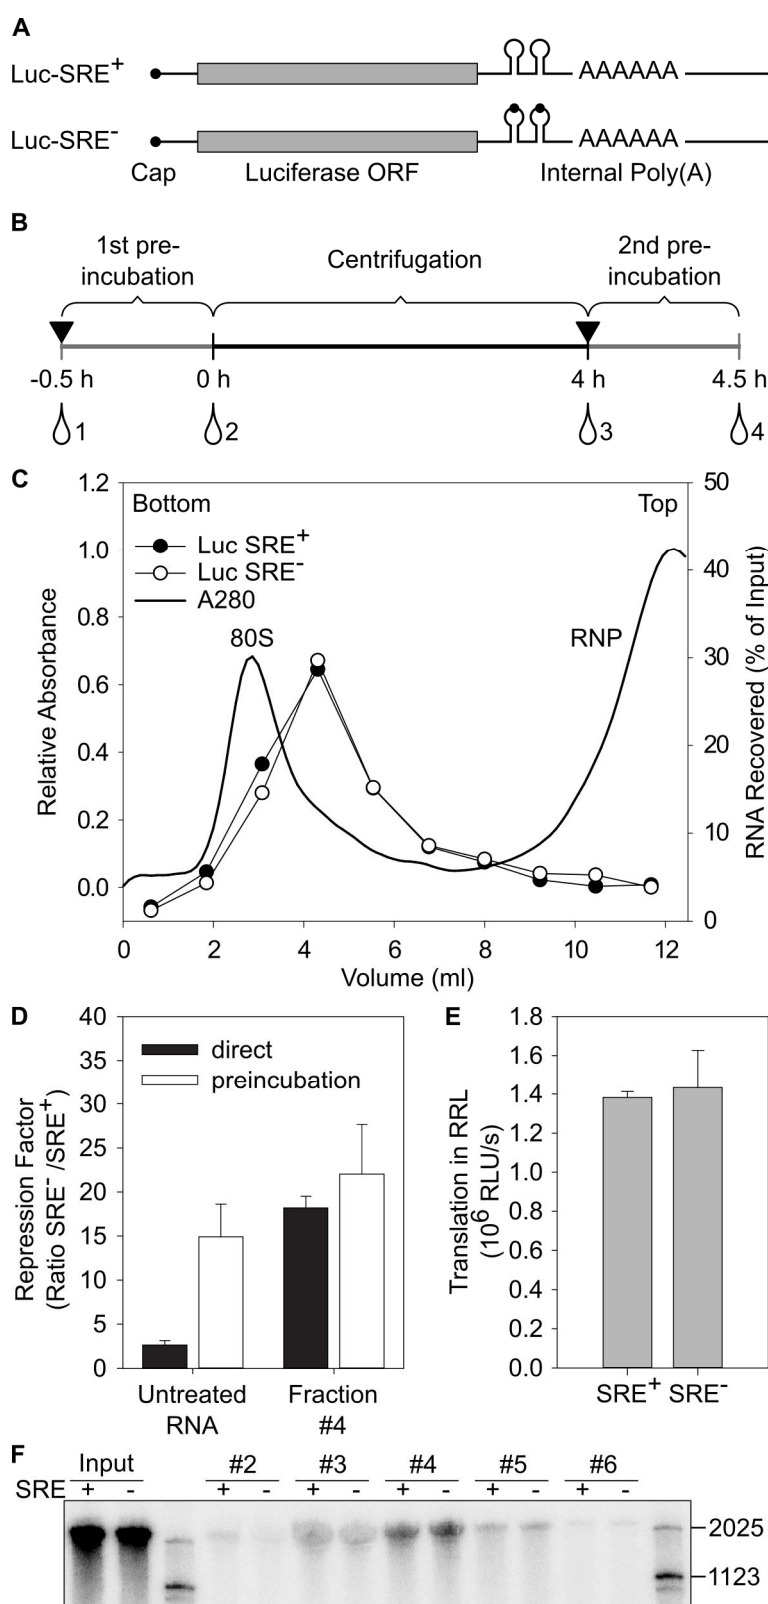 A
Luc-SRE+
AAAAAA
Luc-SRE-
AAAAAA
Cap
Luciferase ORF
Internal Poly(A)
B
1st pre-
incubation
Centrifugation
2nd pre-
incubation
-0.5 h
0 h
4 h
4.5 h
1
2
3
4
C
Bottom
Top
Luc SRE+
Luc SRE-
A280
80S
RNP
1.2
1.0
0.8
0.6
0.4
0.2
0.0
Relative Absorbance
50
40
30
20
10
0
RNA Recovered (% of Input)
0 2 4 6 8 10 12
Volume (ml)
D
40
35
30
25
20
15
10
5
0
Repression Factor
(Ratio SRE-/SRE+)
direct
preincubation
Untreated
RNA
Fraction
#4
E
1.8
1.6
1.4
1.2
1.0
0.8
0.6
0.4
0.2
0.0
Translation in RRL
(10^6 RLU/s)
SRE+ SRE-
F
Input #2 #3 #4 #5 #6
SRE + - + - + - + - + - + -
2025
1123